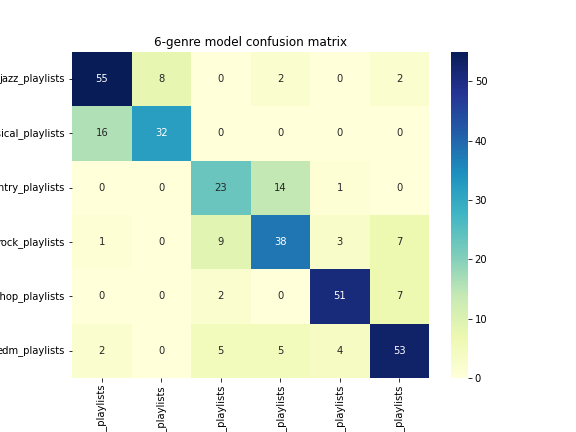 6-genre model confusion matrix
jazz_playlists 55 8 0 2 0 2
sical_playlists 16 32 0 0 0 0
ntry_playlists 0 0 23 14 1 0
rock_playlists 1 0 9 38 3 7
hop_playlists 0 0 2 0 51 7
edm_playlists 2 0 5 5 4 53
_playlists _playlists _playlists _playlists _playlists _playlists
50
40
30
20
10
0